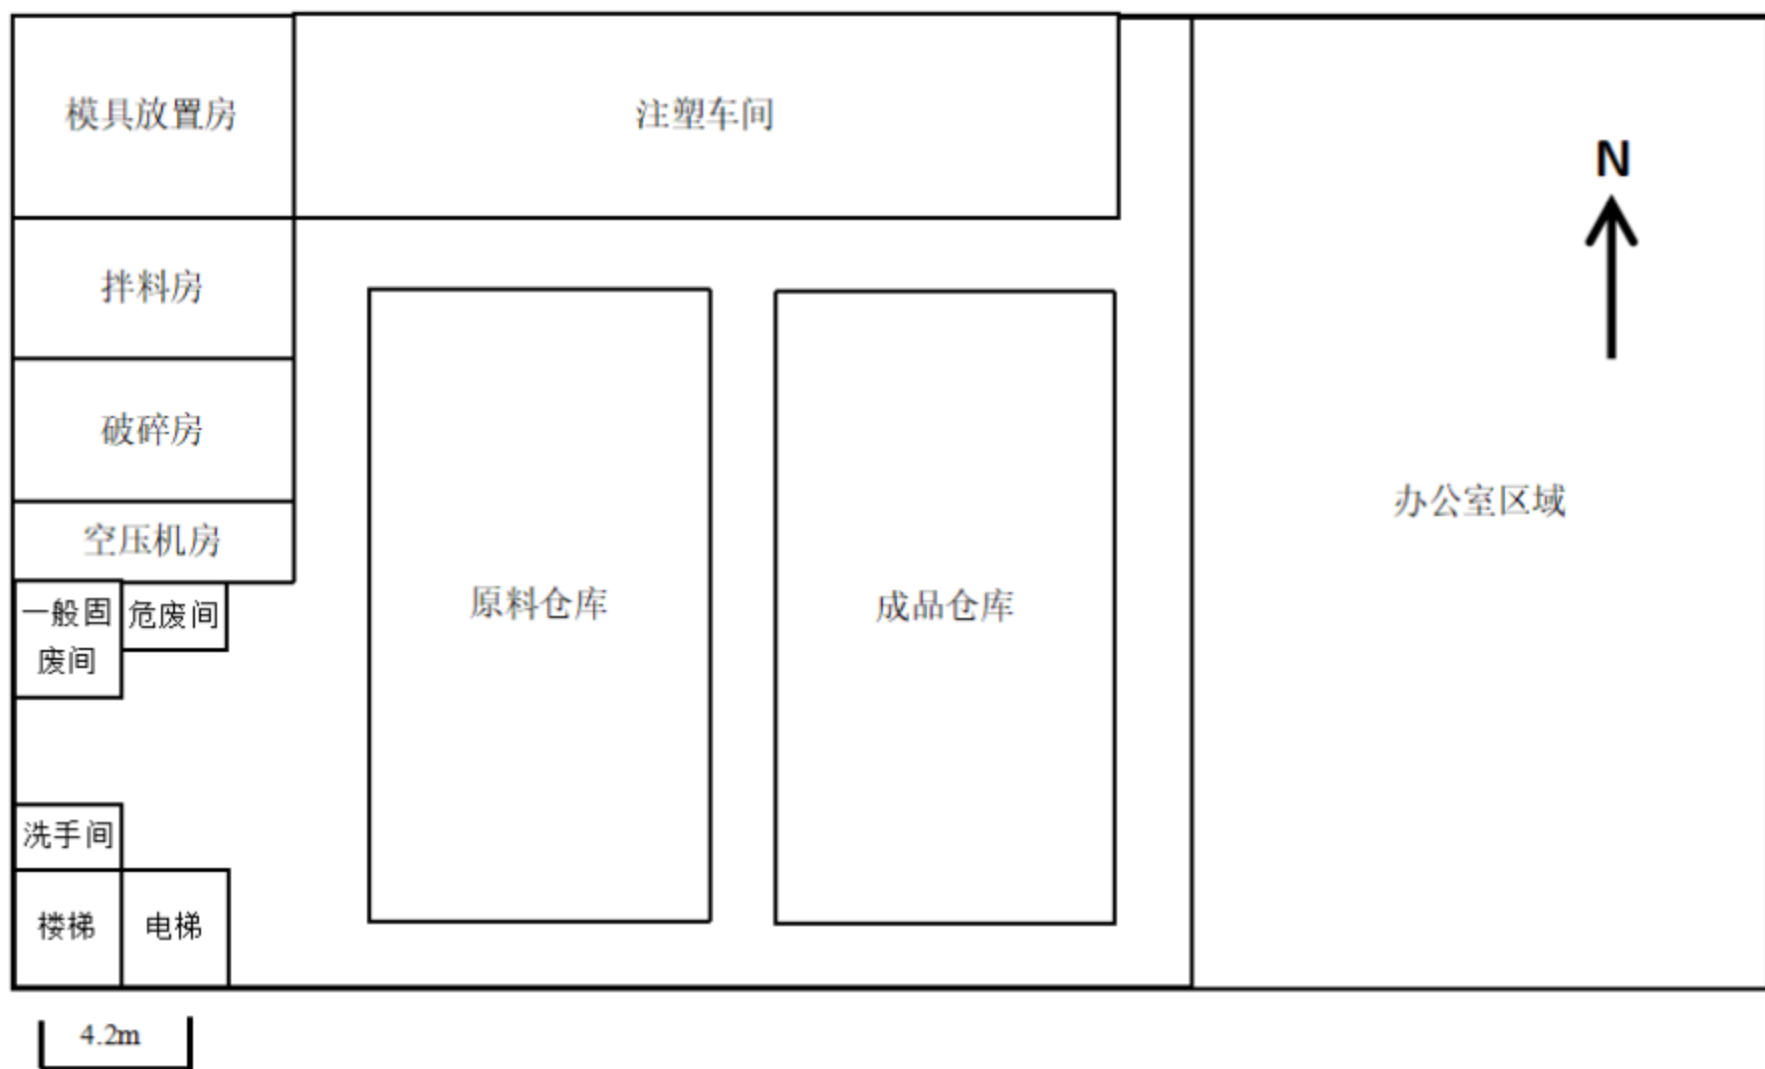 模具放置房
注塑车间
N
拌料房
破碎房
办公室区域
空压机房
一般固
废间
危废间
原料仓库
成品仓库
洗手间
楼梯
电梯
4.2m